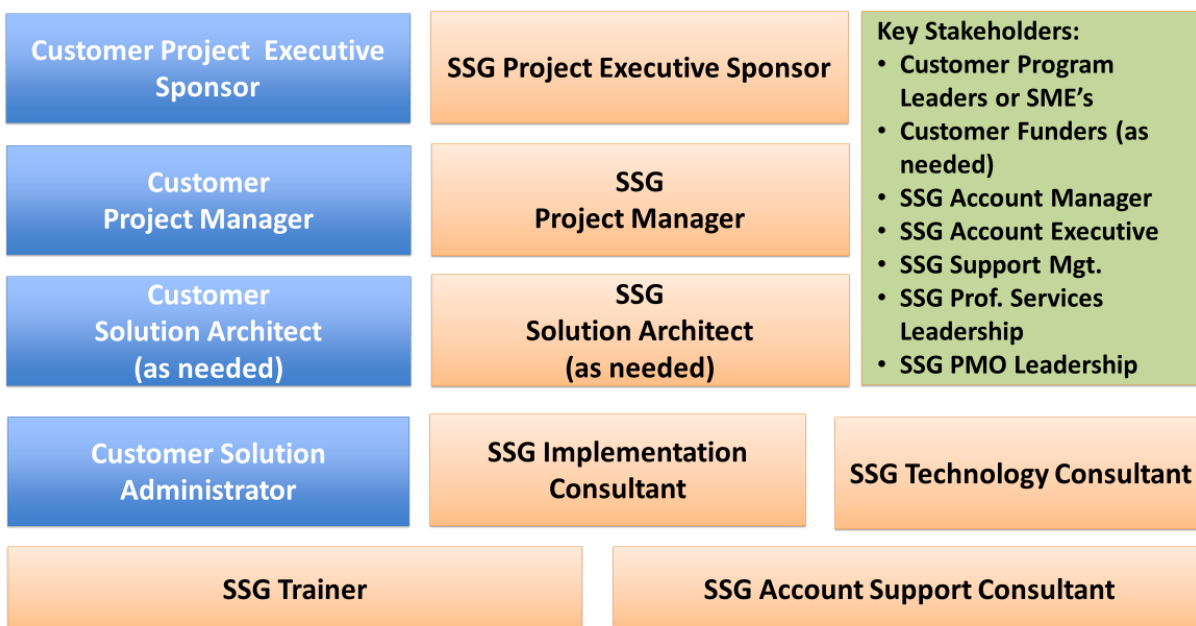 Customer Project  Executive
Sponsor
SSG Project Executive Sponsor
Key Stakeholders:
• Customer Program
Leaders or SME's
• Customer Funders (as
needed)
• SSG Account Manager
• SSG Account Executive
• SSG Support Mgt.
• SSG Prof. Services
Leadership
• SSG PMO Leadership
Customer
Project Manager
SSG
Project Manager
Customer
Solution Architect
(as needed)
SSG
Solution Architect
(as needed)
Customer Solution
Administrator
SSG Implementation
Consultant
SSG Technology Consultant
SSG Trainer
SSG Account Support Consultant